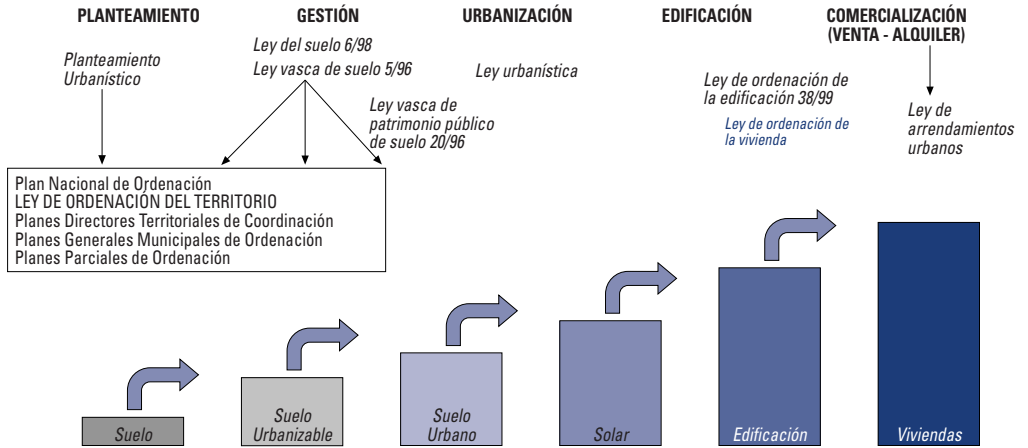 PLANTEAMIENTO
GESTIÓN
URBANIZACIÓN
EDIFICACIÓN
COMERCIALIZACIÓN
(VENTA - ALQUILER)
Planteamiento
Urbanístico
Ley del suelo 6/98
Ley vasca de suelo 5/96
Ley vasca de
patrimonio público
de suelo 20/96
Ley urbanística
Ley de ordenación de
la edificación 38/99
Ley de ordenación de
la vivienda
Ley de
arrendamientos
urbanos
Plan Nacional de Ordenación
LEY DE ORDENACIÓN DEL TERRITORIO
Planes Directores Territoriales de Coordinación
Planes Generales Municipales de Ordenación
Planes Parciales de Ordenación
Suelo
Suelo
Urbanizable
Suelo
Urbano
Solar
Edificación
Viviendas